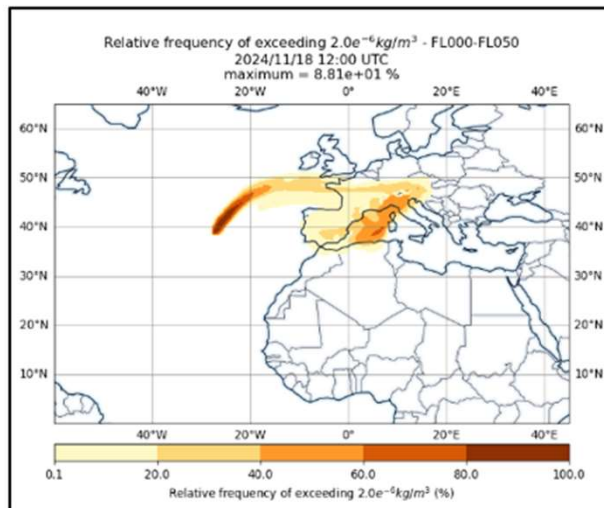 Relative frequency of exceeding 2.0e⁻⁶kg/m³ - FL000-FL050
2024/11/18 12:00 UTC
maximum = 8.81e+01 %
40°W 20°W 0° 20°E 40°E
60°N 60°N
50°N 50°N
40°N 40°N
30°N 30°N
20°N 20°N
10°N 10°N
40°W 20°W 0° 20°E 40°E
0.1 20.0 40.0 60.0 80.0 100.0
Relative frequency of exceeding 2.0e⁻⁶kg/m³ (%)